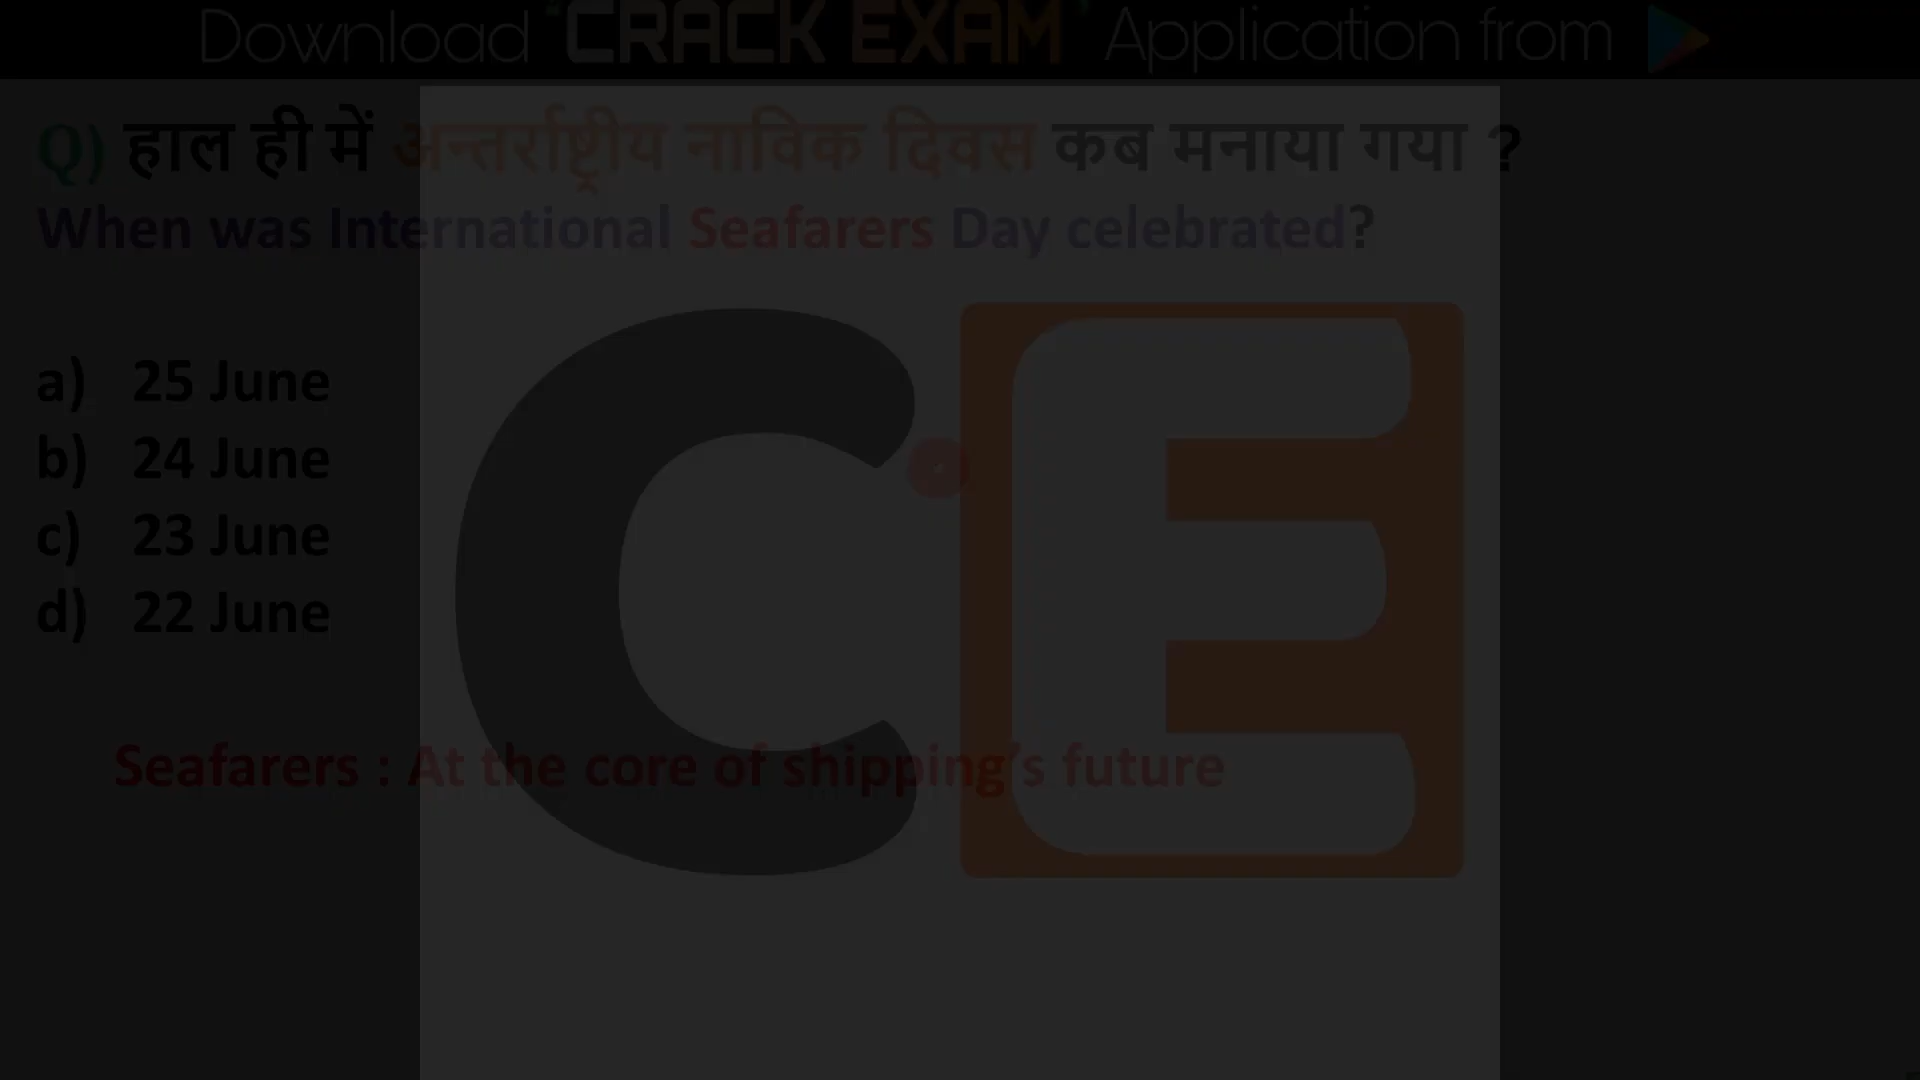 Download 'CRACK EXAM' Application from
Q) हाल ही में अन्तर्राष्ट्रीय नाविक दिवस कब मनाया गया ?
When was International Seafarers Day celebrated?
a) 25 June
b) 24 June
c) 23 June
d) 22 June
CE
Seafarers : At the core of shipping's future